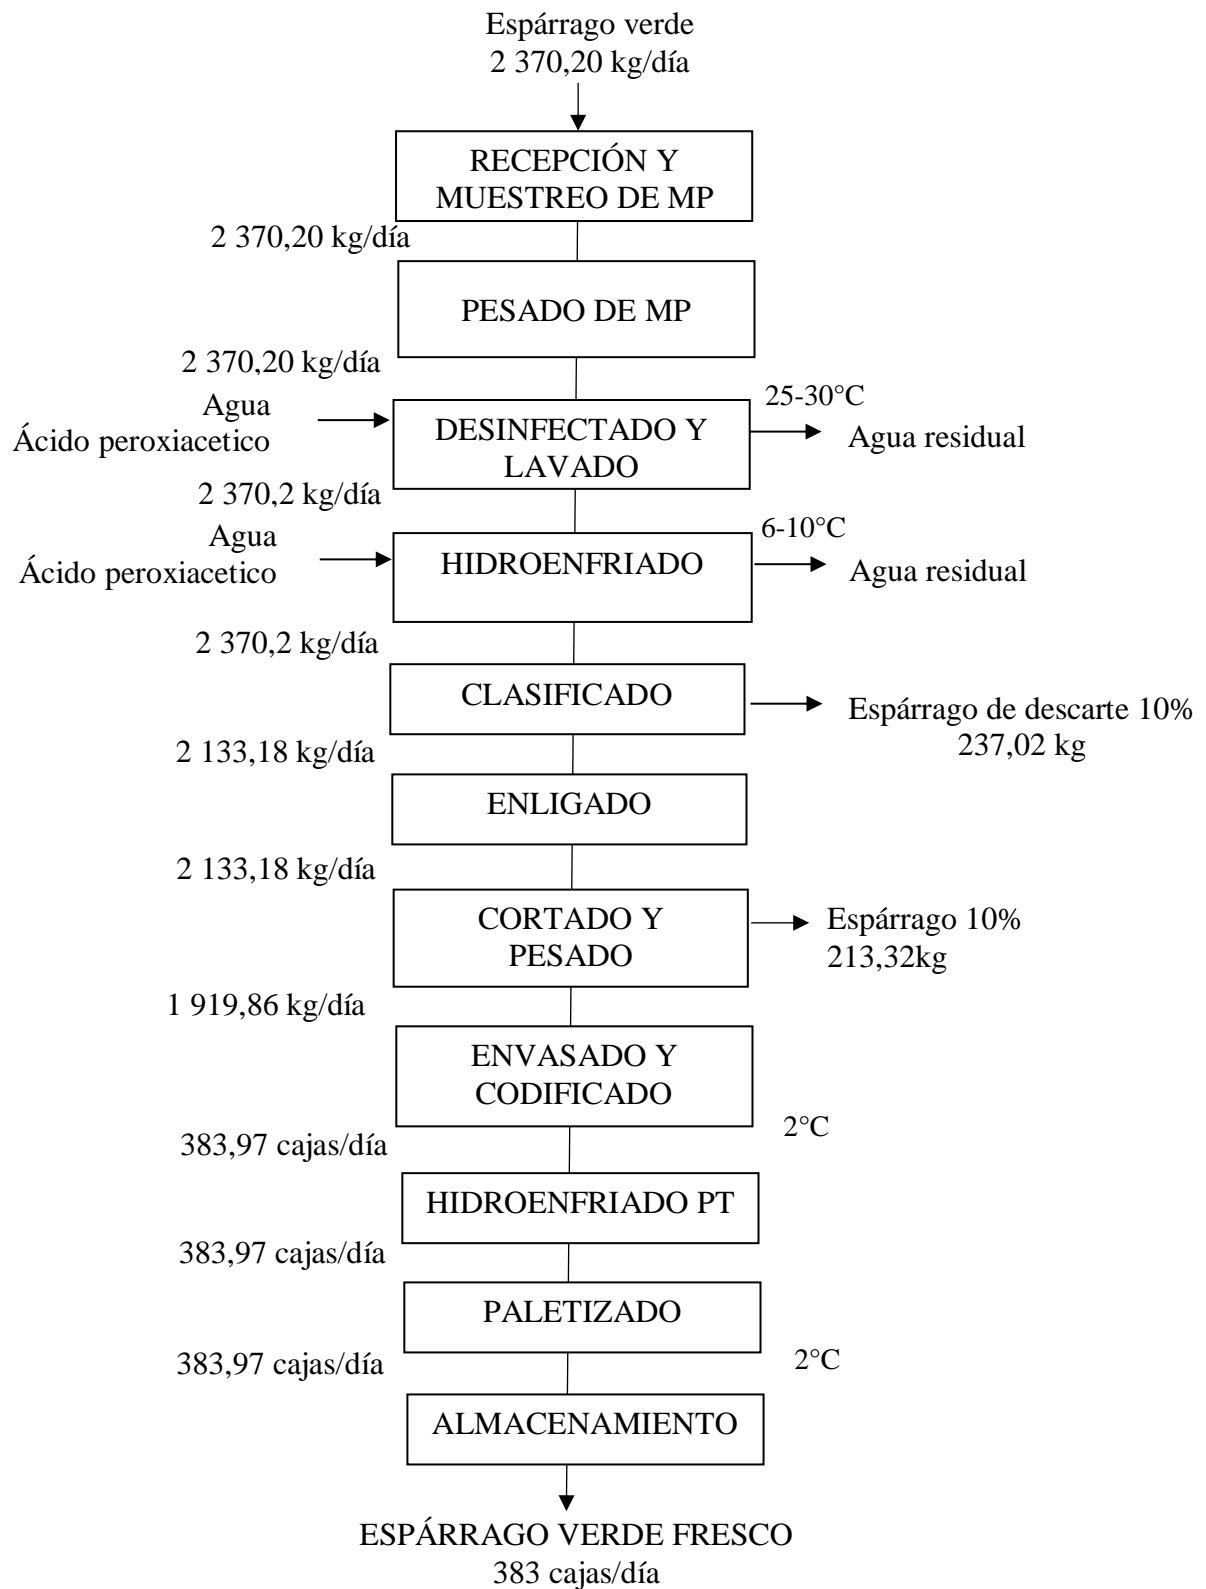 Espárrago verde
2 370,20 kg/día
RECEPCIÓN Y
MUESTREO DE MP
2 370,20 kg/día
PESADO DE MP
2 370,20 kg/día
Agua
Ácido peroxiacetico
DESINFECTADO Y
LAVADO
25-30°C
Agua residual
2 370,2 kg/día
Agua
Ácido peroxiacetico
HIDROENFRIADO
6-10°C
Agua residual
2 370,2 kg/día
CLASIFICADO
Espárrago de descarte 10%
237,02 kg
2 133,18 kg/día
ENLIGADO
2 133,18 kg/día
CORTADO Y
PESADO
Espárrago 10%
213,32kg
1 919,86 kg/día
ENVASADO Y
CODIFICADO
2°C
383,97 cajas/día
HIDROENFRIADO PT
383,97 cajas/día
PALETIZADO
383,97 cajas/día
2°C
ALMACENAMIENTO
ESPÁRRAGO VERDE FRESCO
383 cajas/día